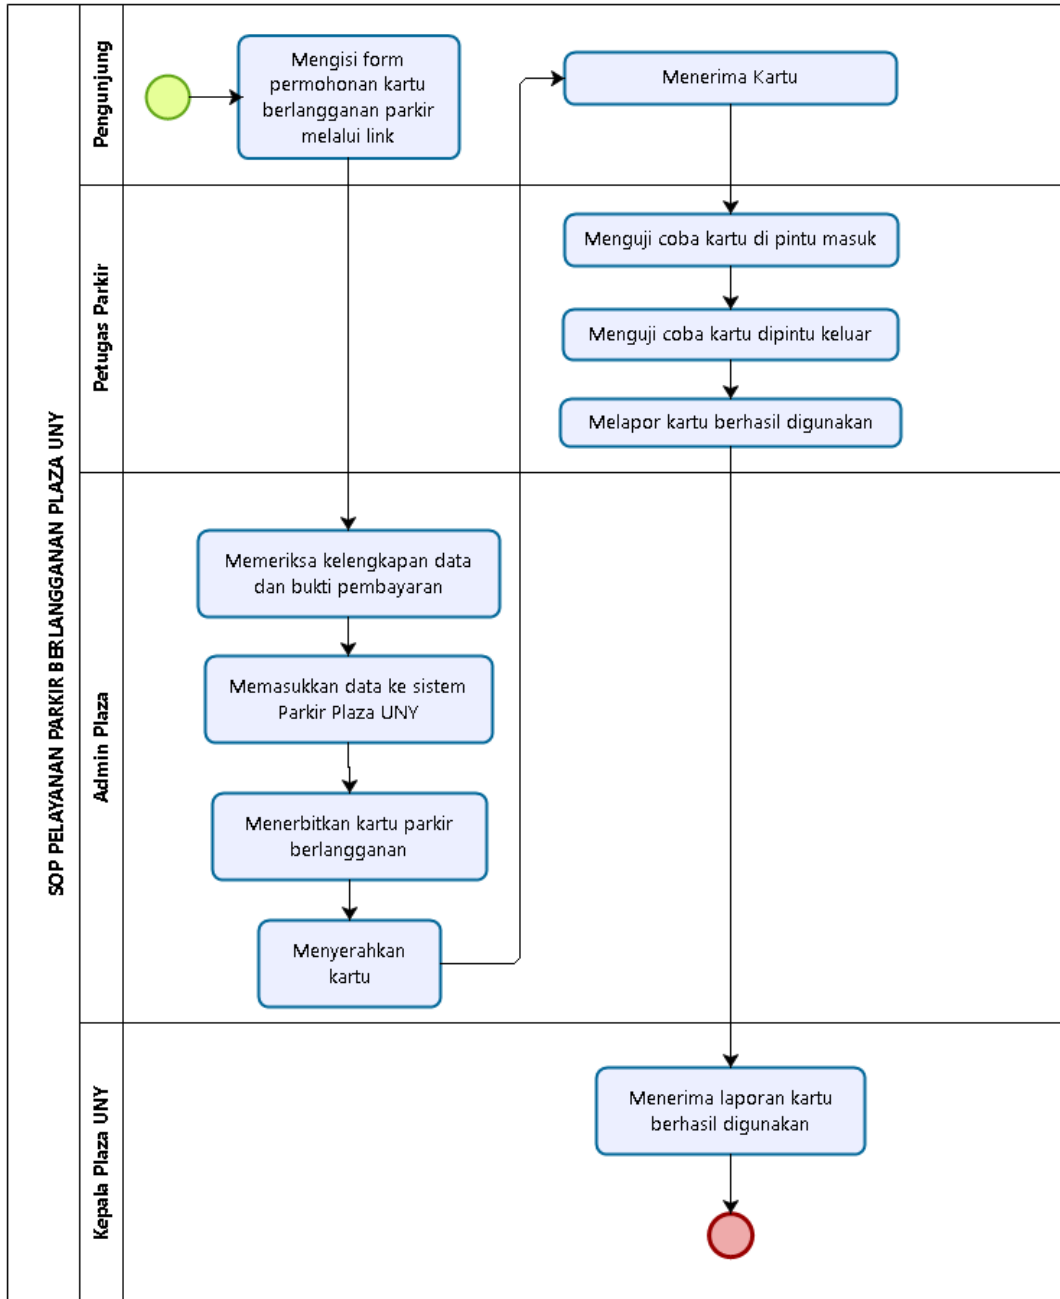 SOP PELAYANAN PARKIR BERLANGGANAN PLAZA UNY
Pengunjung
Mengisi form
permohonan kartu
berlangganan parkir
melalui link
Menerima Kartu
Petugas Parkir
Menguji coba kartu di pintu masuk
Menguji coba kartu dipintu keluar
Melapor kartu berhasil digunakan
Admin Plaza
Memeriksa kelengkapan data
dan bukti pembayaran
Memasukkan data ke sistem
Parkir Plaza UNY
Menerbitkan kartu parkir
berlangganan
Menyerahkan
kartu
Kepala Plaza UNY
Menerima laporan kartu
berhasil digunakan